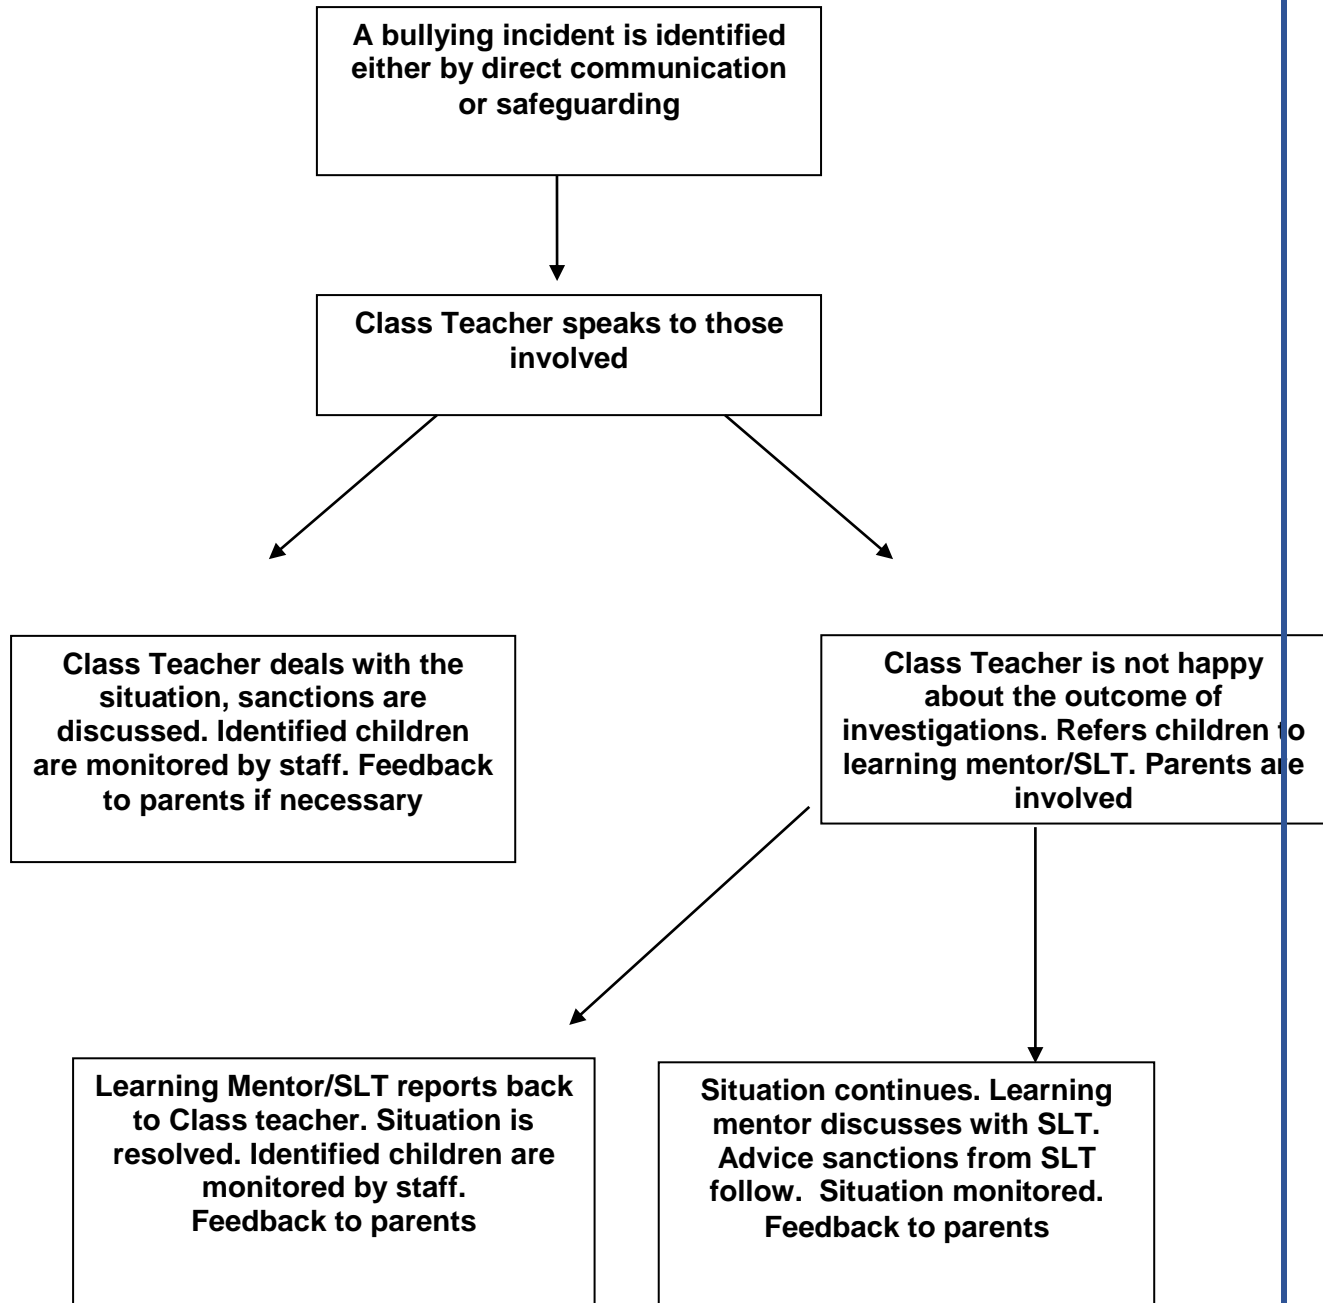 A bullying incident is identified
either by direct communication
or safeguarding
Class Teacher speaks to those
involved
Class Teacher deals with the
situation, sanctions are
discussed. Identified children
are monitored by staff. Feedback
to parents if necessary
Class Teacher is not happy
about the outcome of
investigations. Refers children to
learning mentor/SLT. Parents are
involved
Learning Mentor/SLT reports back
to Class teacher. Situation is
resolved. Identified children are
monitored by staff.
Feedback to parents
Situation continues. Learning
mentor discusses with SLT.
Advice sanctions from SLT
follow.  Situation monitored.
Feedback to parents